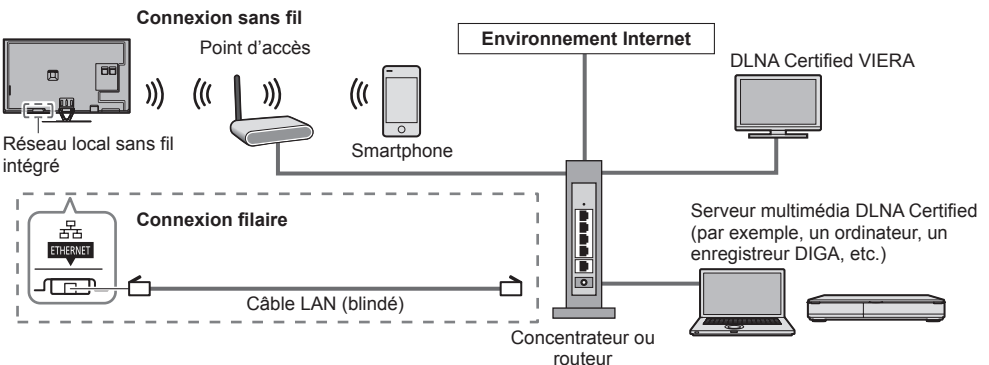 Connexion sans fil
Point d'accès
Environnement Internet
DLNA Certified VIERA
Réseau local sans fil
intégré
Smartphone
Connexion filaire
ETHERNET
Câble LAN (blindé)
Serveur multimédia DLNA Certified
(par exemple, un ordinateur, un
enregistreur DIGA, etc.)
Concentrateur ou
routeur